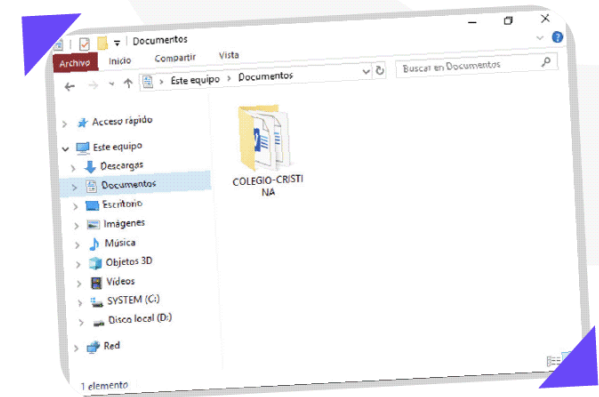 Documentos
Archivo Inicio Compartir Vista
Este equipo > Documentos
Buscar en Documentos
Acceso rápido
Este equipo
Descargas
Documentos
Escritorio
Imágenes
Música
Objetos 3D
Vídeos
SYSTEM (C:)
Disco local (D:)
Red
COLEGIO-CRISTI
NA
1 elemento